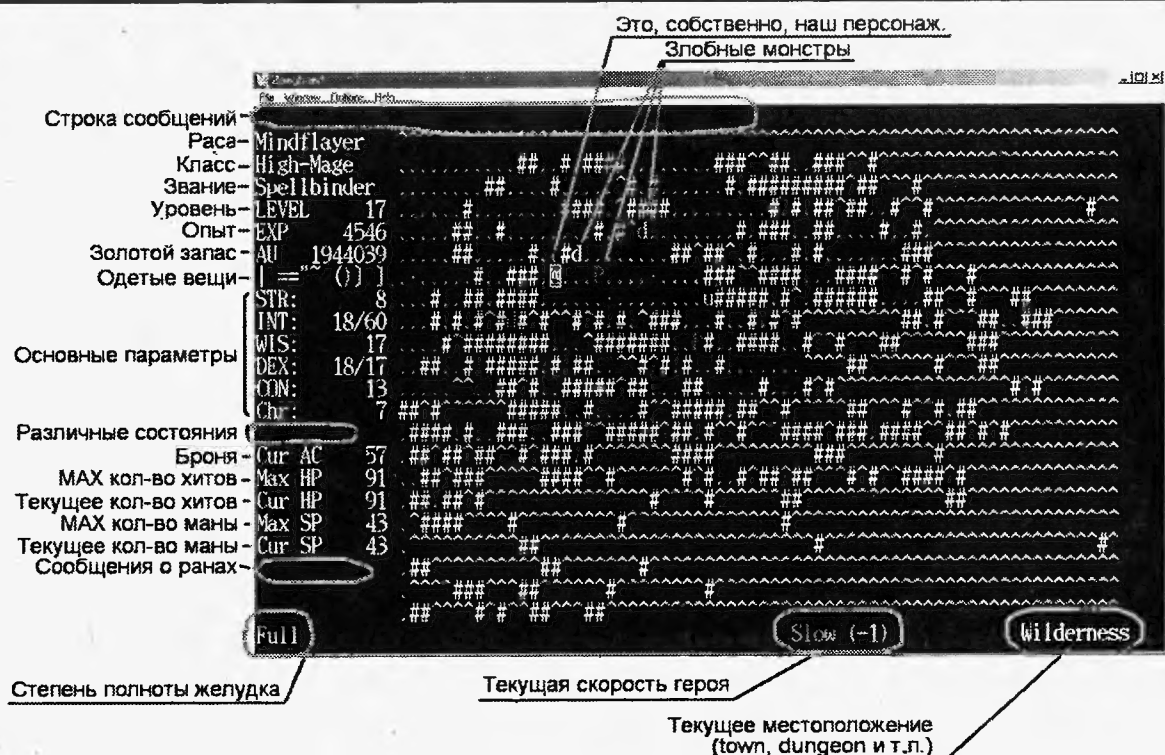 Это, собственно, наш персонаж.
Злобные монстры
File Window Options Help
Строка сообщений
Раса - Mindflayer
Класс - High-Mage
Звание - Spellbinder
Уровень - LEVEL 17
Опыт - EXP 4546
Золотой запас - AU 1944039
Одетые вещи - [ =="~ () ] ]
Основные параметры
STR: 8
INT: 18/60
WIS: 17
DEX: 18/17
CON: 13
Chr: 7
Различные состояния
Броня - Cur AC 57
MAX кол-во хитов - Max HP 91
Текущее кол-во хитов - Cur HP 91
MAX кол-во маны - Max SP 43
Текущее кол-во маны - Cur SP 43
Сообщения о ранах
Full
Slow (-1)
Wilderness
Степень полноты желудка
Текущая скорость героя
Текущее местоположение
(town, dungeon и т.п.)